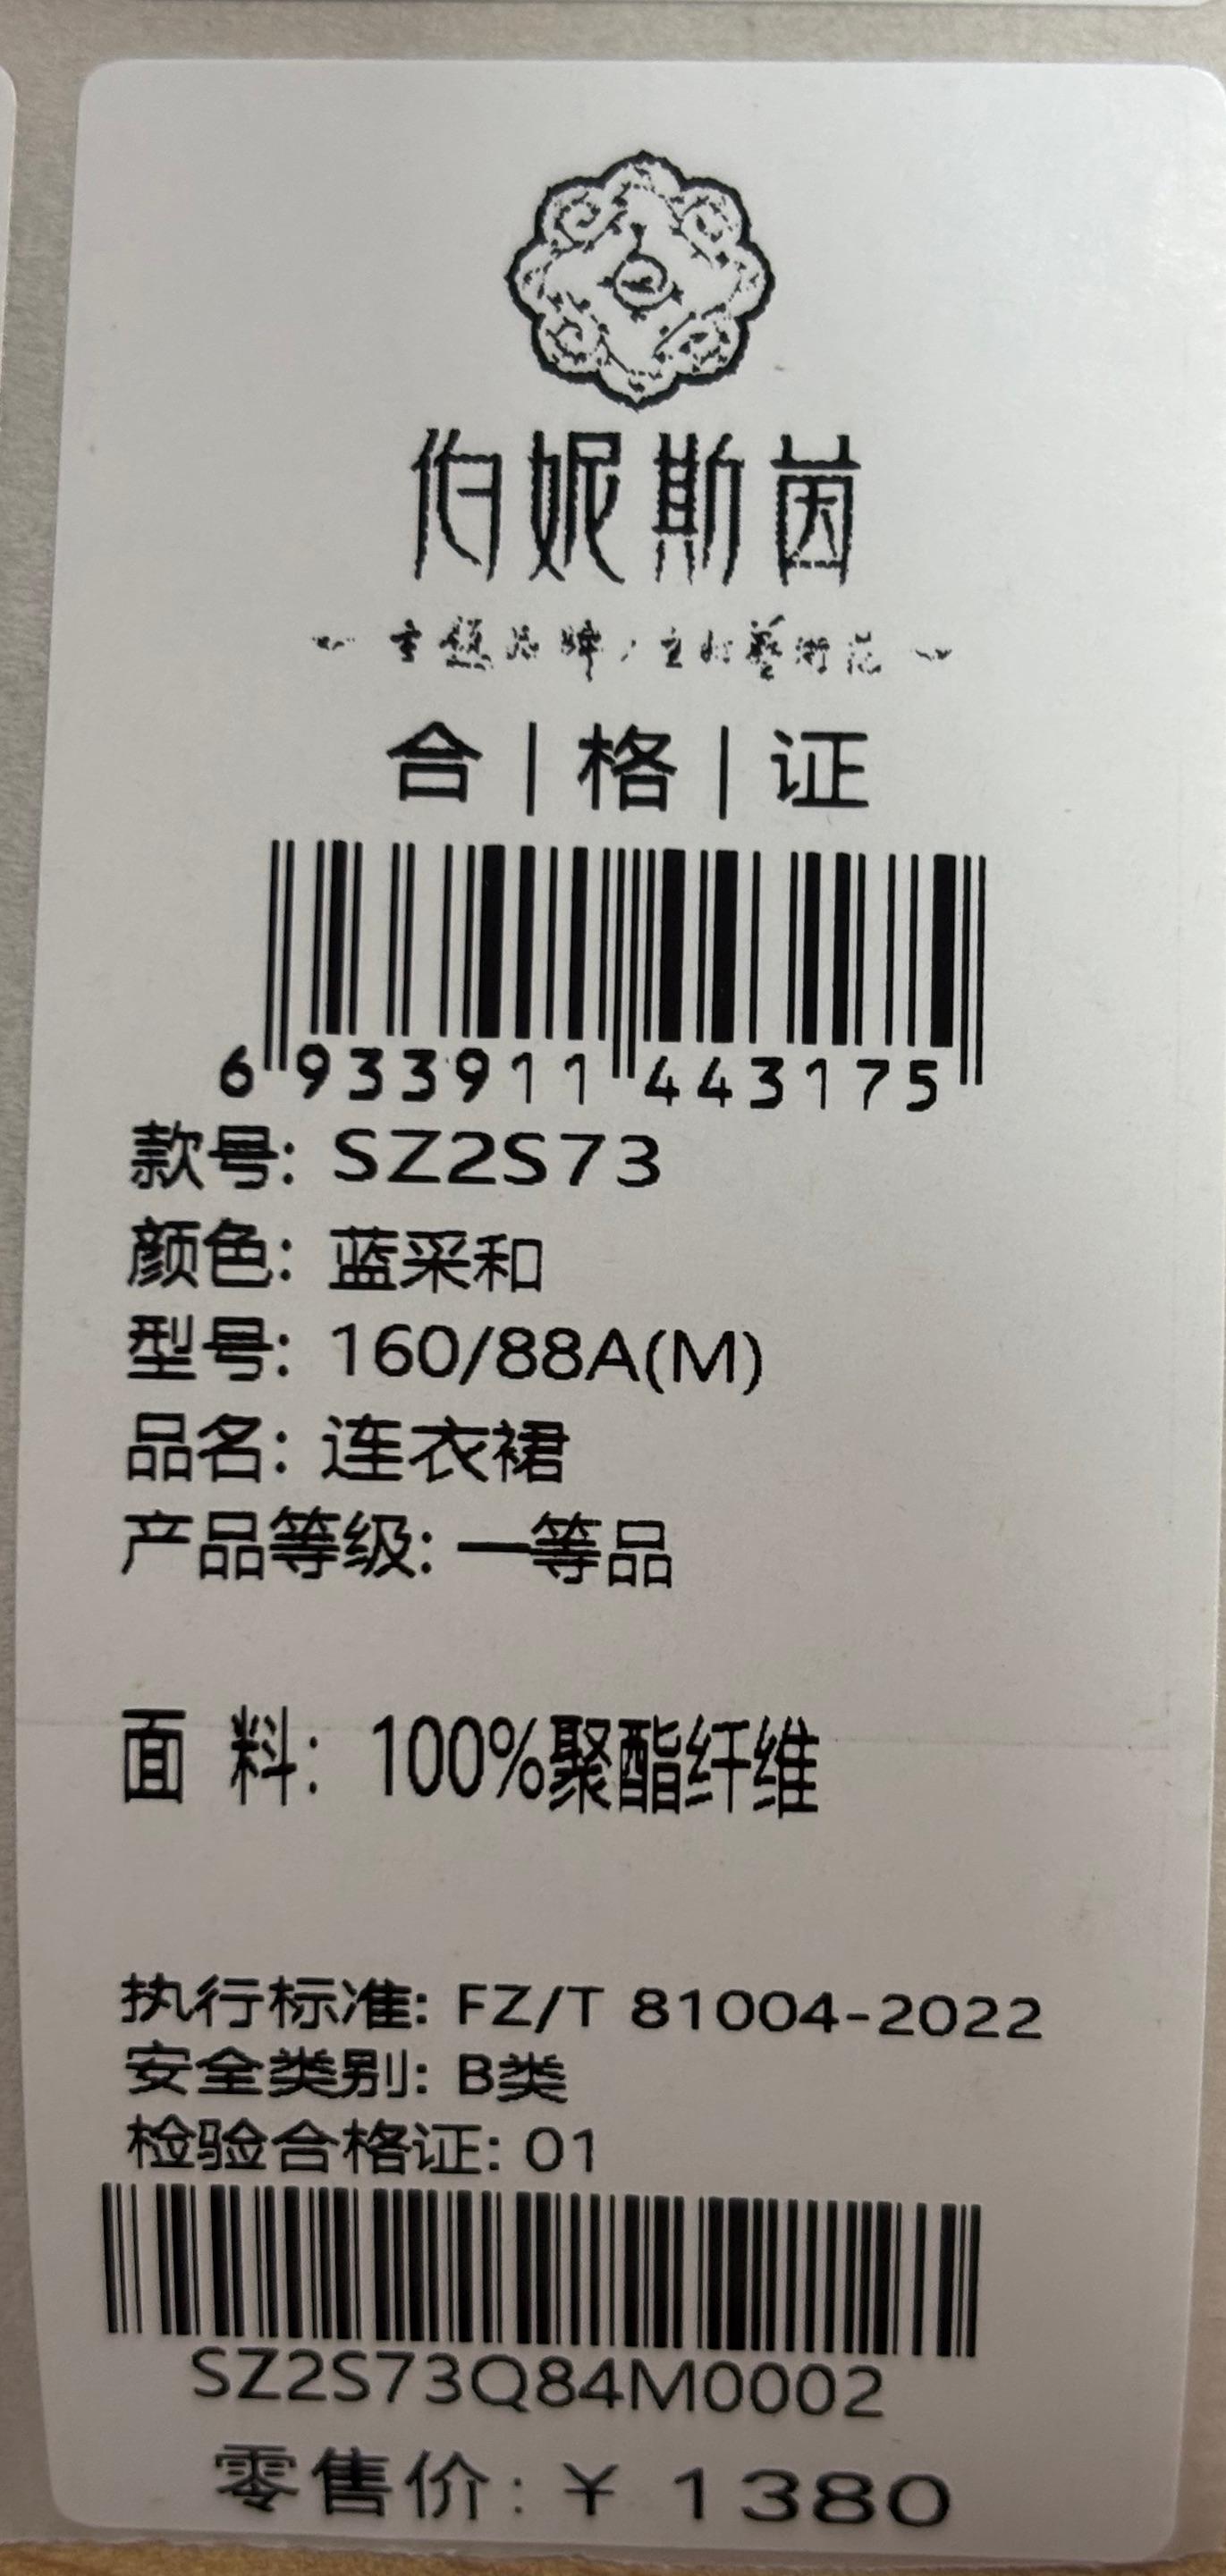 伯妮斯茵
合|格|证
6 933911 443175
款号: SZ2S73
颜色: 蓝采和
型号: 160/88A(M)
品名: 连衣裙
产品等级: 一等品
面 料: 100%聚酯纤维
执行标准: FZ/T 81004-2022
安全类别: B类
检验合格证: 01
SZ2S73Q84M0002
零售价: ¥ 1380